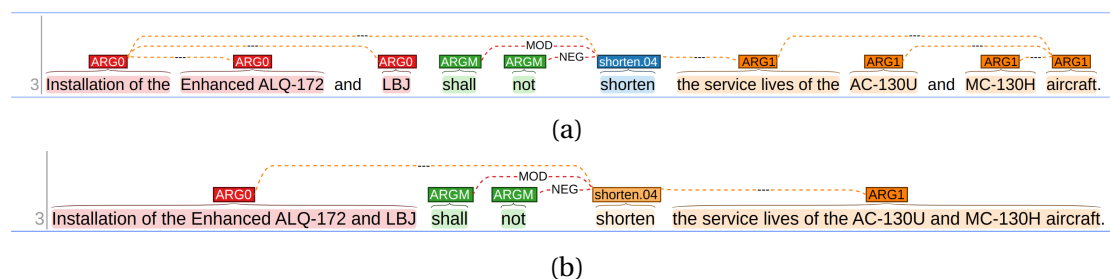 ---
--- MOD
ARG0 --- ARG0 ARG0 ARGM ARGM NEG shorten.04 --- ARG1 ARG1 --- ARG1 --- ARG1
3 Installation of the Enhanced ALQ-172 and LBJ shall not shorten the service lives of the AC-130U and MC-130H aircraft.
(a)
---
MOD
ARG0 ARGM ARGM NEG shorten.04 --- ARG1
3 Installation of the Enhanced ALQ-172 and LBJ shall not shorten the service lives of the AC-130U and MC-130H aircraft.
(b)